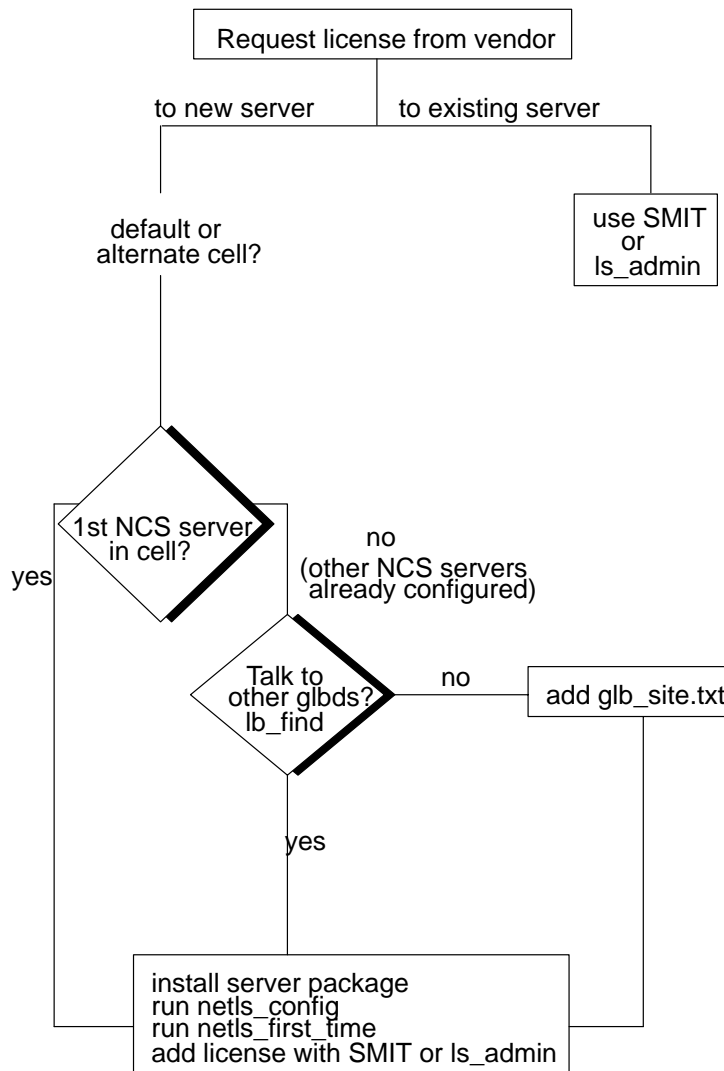 Request license from vendor
to new server
to existing server
default or
alternate cell?
use SMIT
or
ls_admin
1st NCS server
in cell?
yes
no
(other NCS servers
already configured)
Talk to
other glbds?
lb_find
no
add glb_site.txt
yes
install server package
run netls_config
run netls_first_time
add license with SMIT or ls_admin